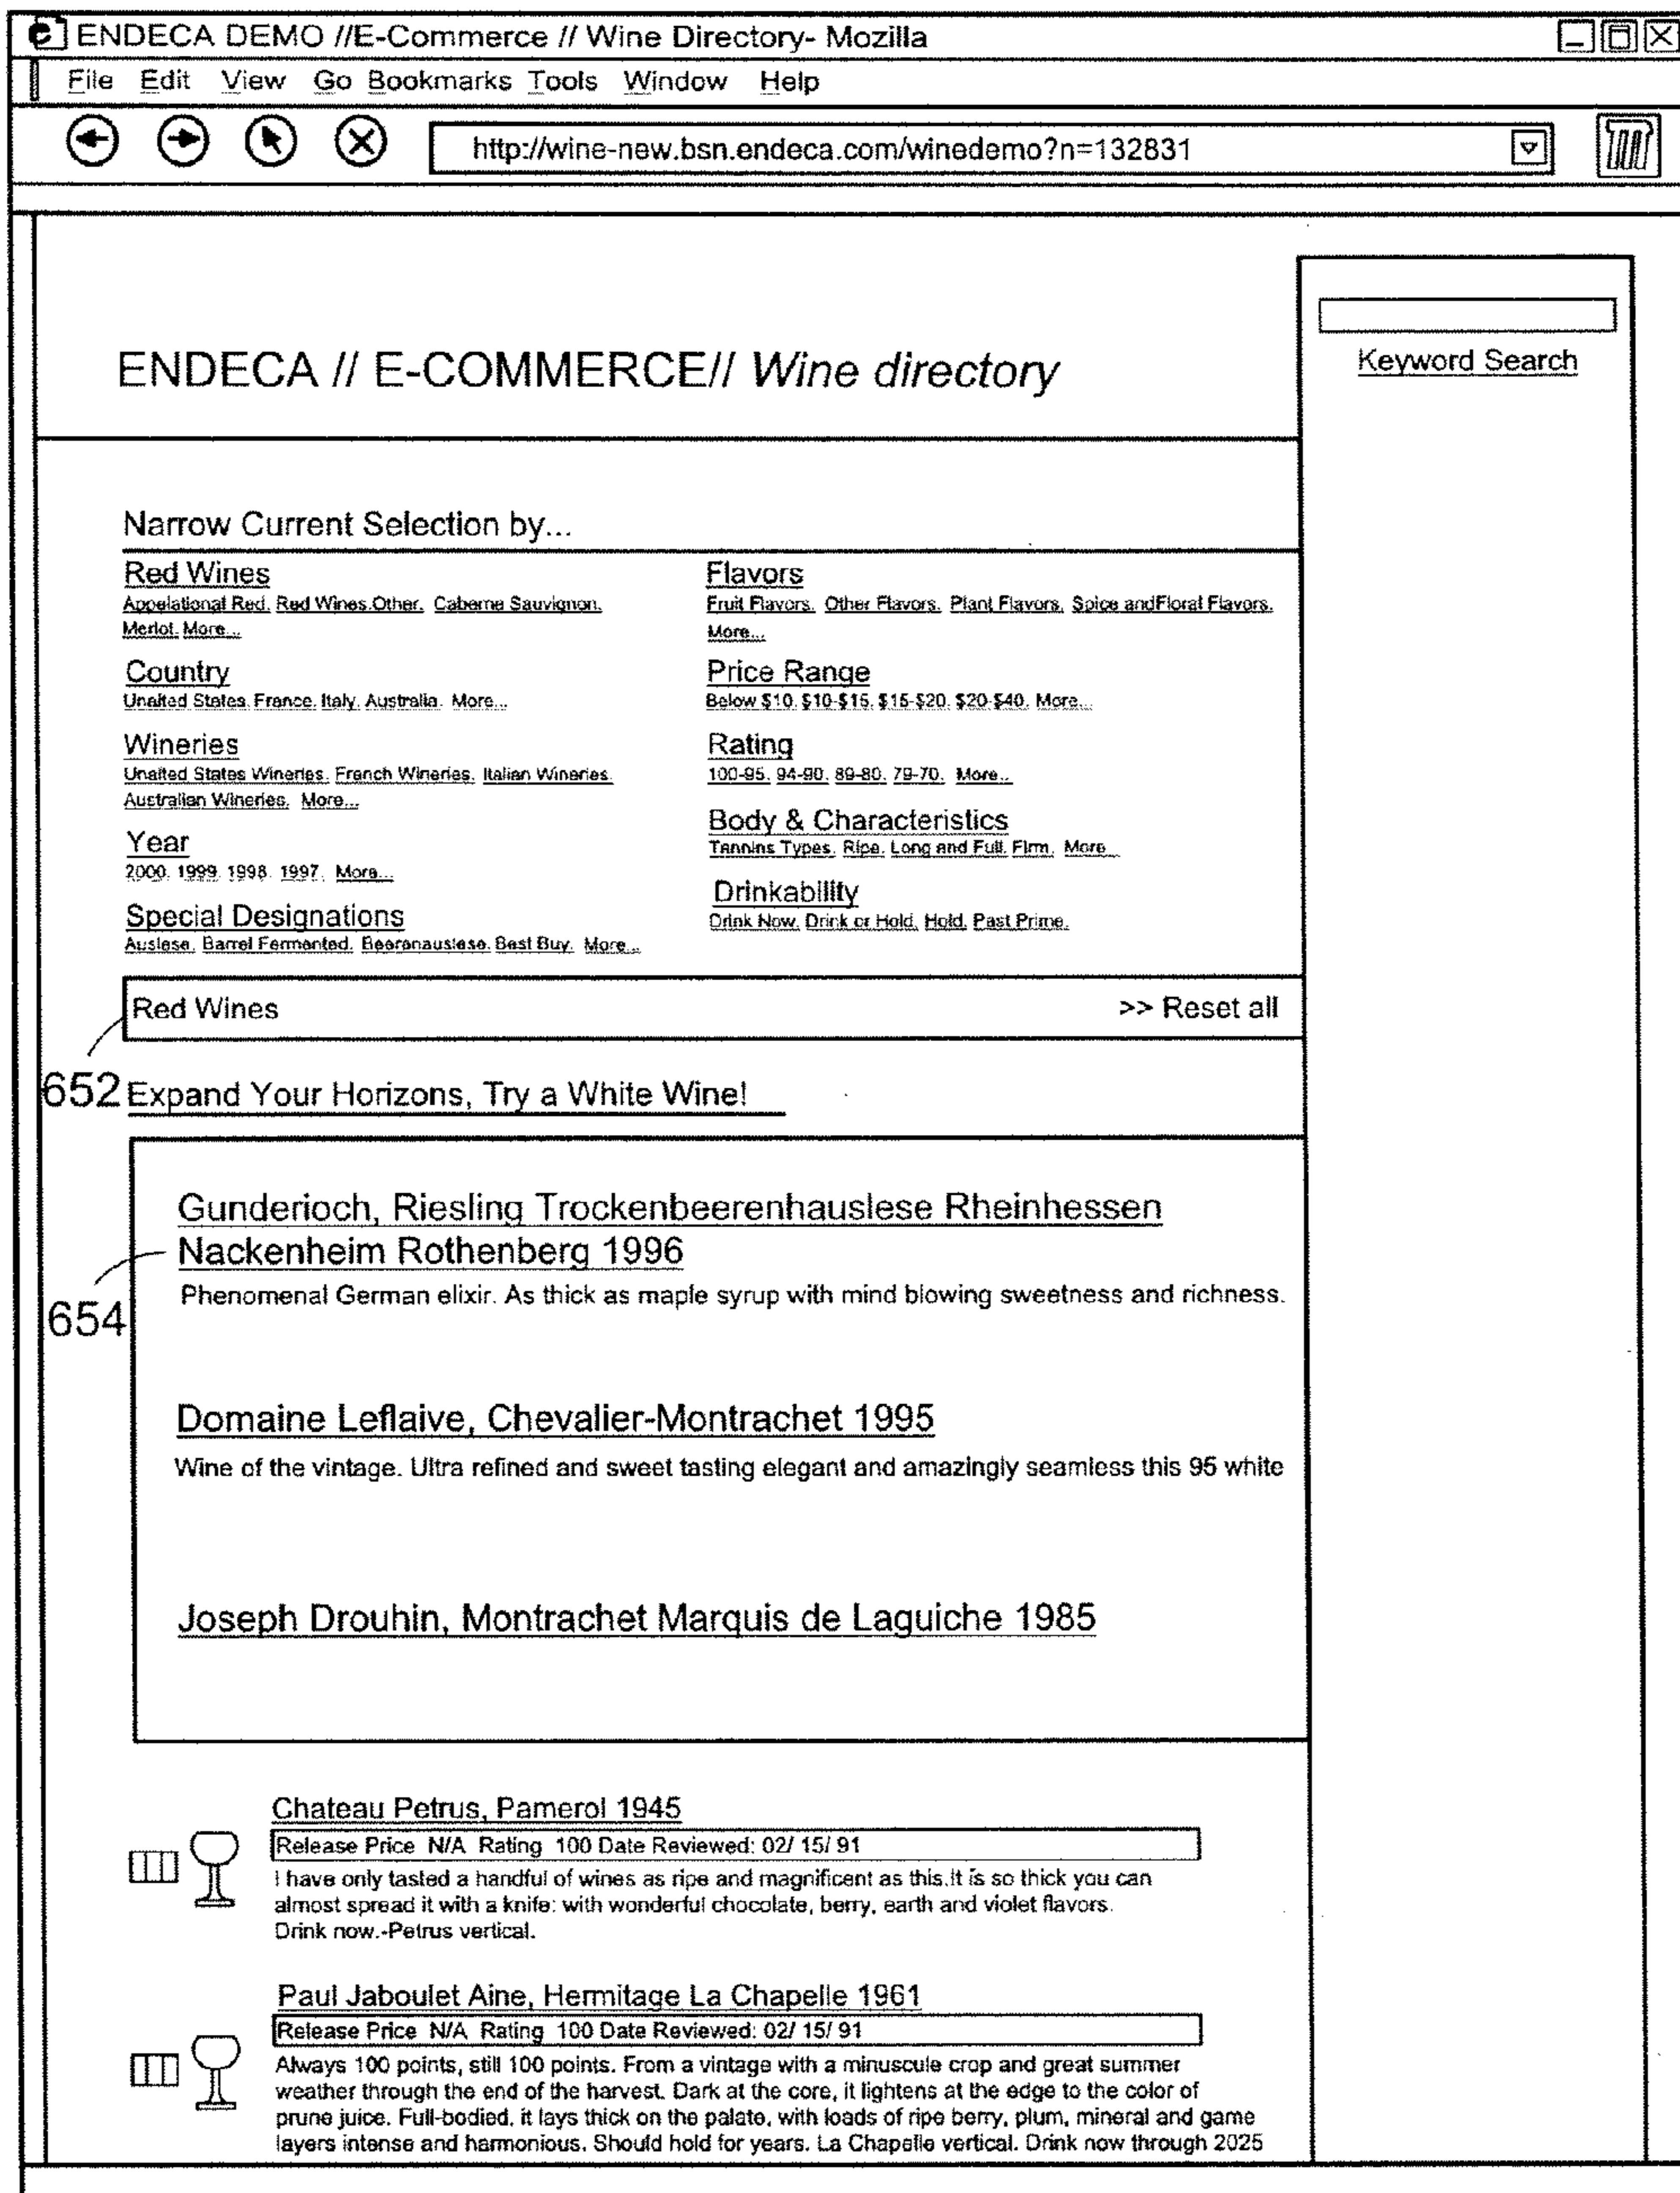 ENDECA DEMO //E-Commerce // Wine Directory- Mozilla
File Edit View Go Bookmarks Tools Window Help
http://wine-new.bsn.endeca.com/winedemo?n=132831
Keyword Search
ENDECA // E-COMMERCE// Wine directory
Narrow Current Selection by...
Red Wines
Appelational Red. Red Wines.Other. Caberne Sauvignon.
Merlot. More...
Country
Unaited States. France. Italy. Australia. More...
Wineries
Unaited States Wineries. French Wineries. Italian Wineries.
Australian Wineries. More...
Year
2000. 1999. 1998. 1997. More...
Special Designations
Auslese. Barrel Fermented. Beerenauslese. Best Buy. More...
Flavors
Fruit Flavors. Other Flavors. Plant Flavors. Spice andFloral Flavors.
More...
Price Range
Below $10. $10-$15. $15-$20. $20-$40. More...
Rating
100-95. 94-90. 89-80. 79-70. More...
Body & Characteristics
Tannins Types. Ripe. Long and Full. Firm. More...
Drinkability
Drink Now. Drink or Hold. Hold. Past Prime.
Red Wines >> Reset all
652
Expand Your Horizons, Try a White Wine!
Gunderioch, Riesling Trockenbeerenhauslese Rheinhessen
Nackenheim Rothenberg 1996
Phenomenal German elixir. As thick as maple syrup with mind blowing sweetness and richness.
654
Domaine Leflaive, Chevalier-Montrachet 1995
Wine of the vintage. Ultra refined and sweet tasting elegant and amazingly seamless this 95 white
Joseph Drouhin, Montrachet Marquis de Laguiche 1985
Chateau Petrus, Pamerol 1945
Release Price N/A Rating 100 Date Reviewed: 02/ 15/ 91
I have only tasted a handful of wines as ripe and magnificent as this.It is so thick you can
almost spread it with a knife: with wonderful chocolate, berry, earth and violet flavors.
Drink now.-Petrus vertical.
Paul Jaboulet Aine, Hermitage La Chapelle 1961
Release Price N/A Rating 100 Date Reviewed: 02/ 15/ 91
Always 100 points, still 100 points. From a vintage with a minuscule crop and great summer
weather through the end of the harvest. Dark at the core, it lightens at the edge to the color of
prune juice. Full-bodied, it lays thick on the palate, with loads of ripe berry, plum, mineral and game
layers intense and harmonious. Should hold for years. La Chapelle vertical. Drink now through 2025